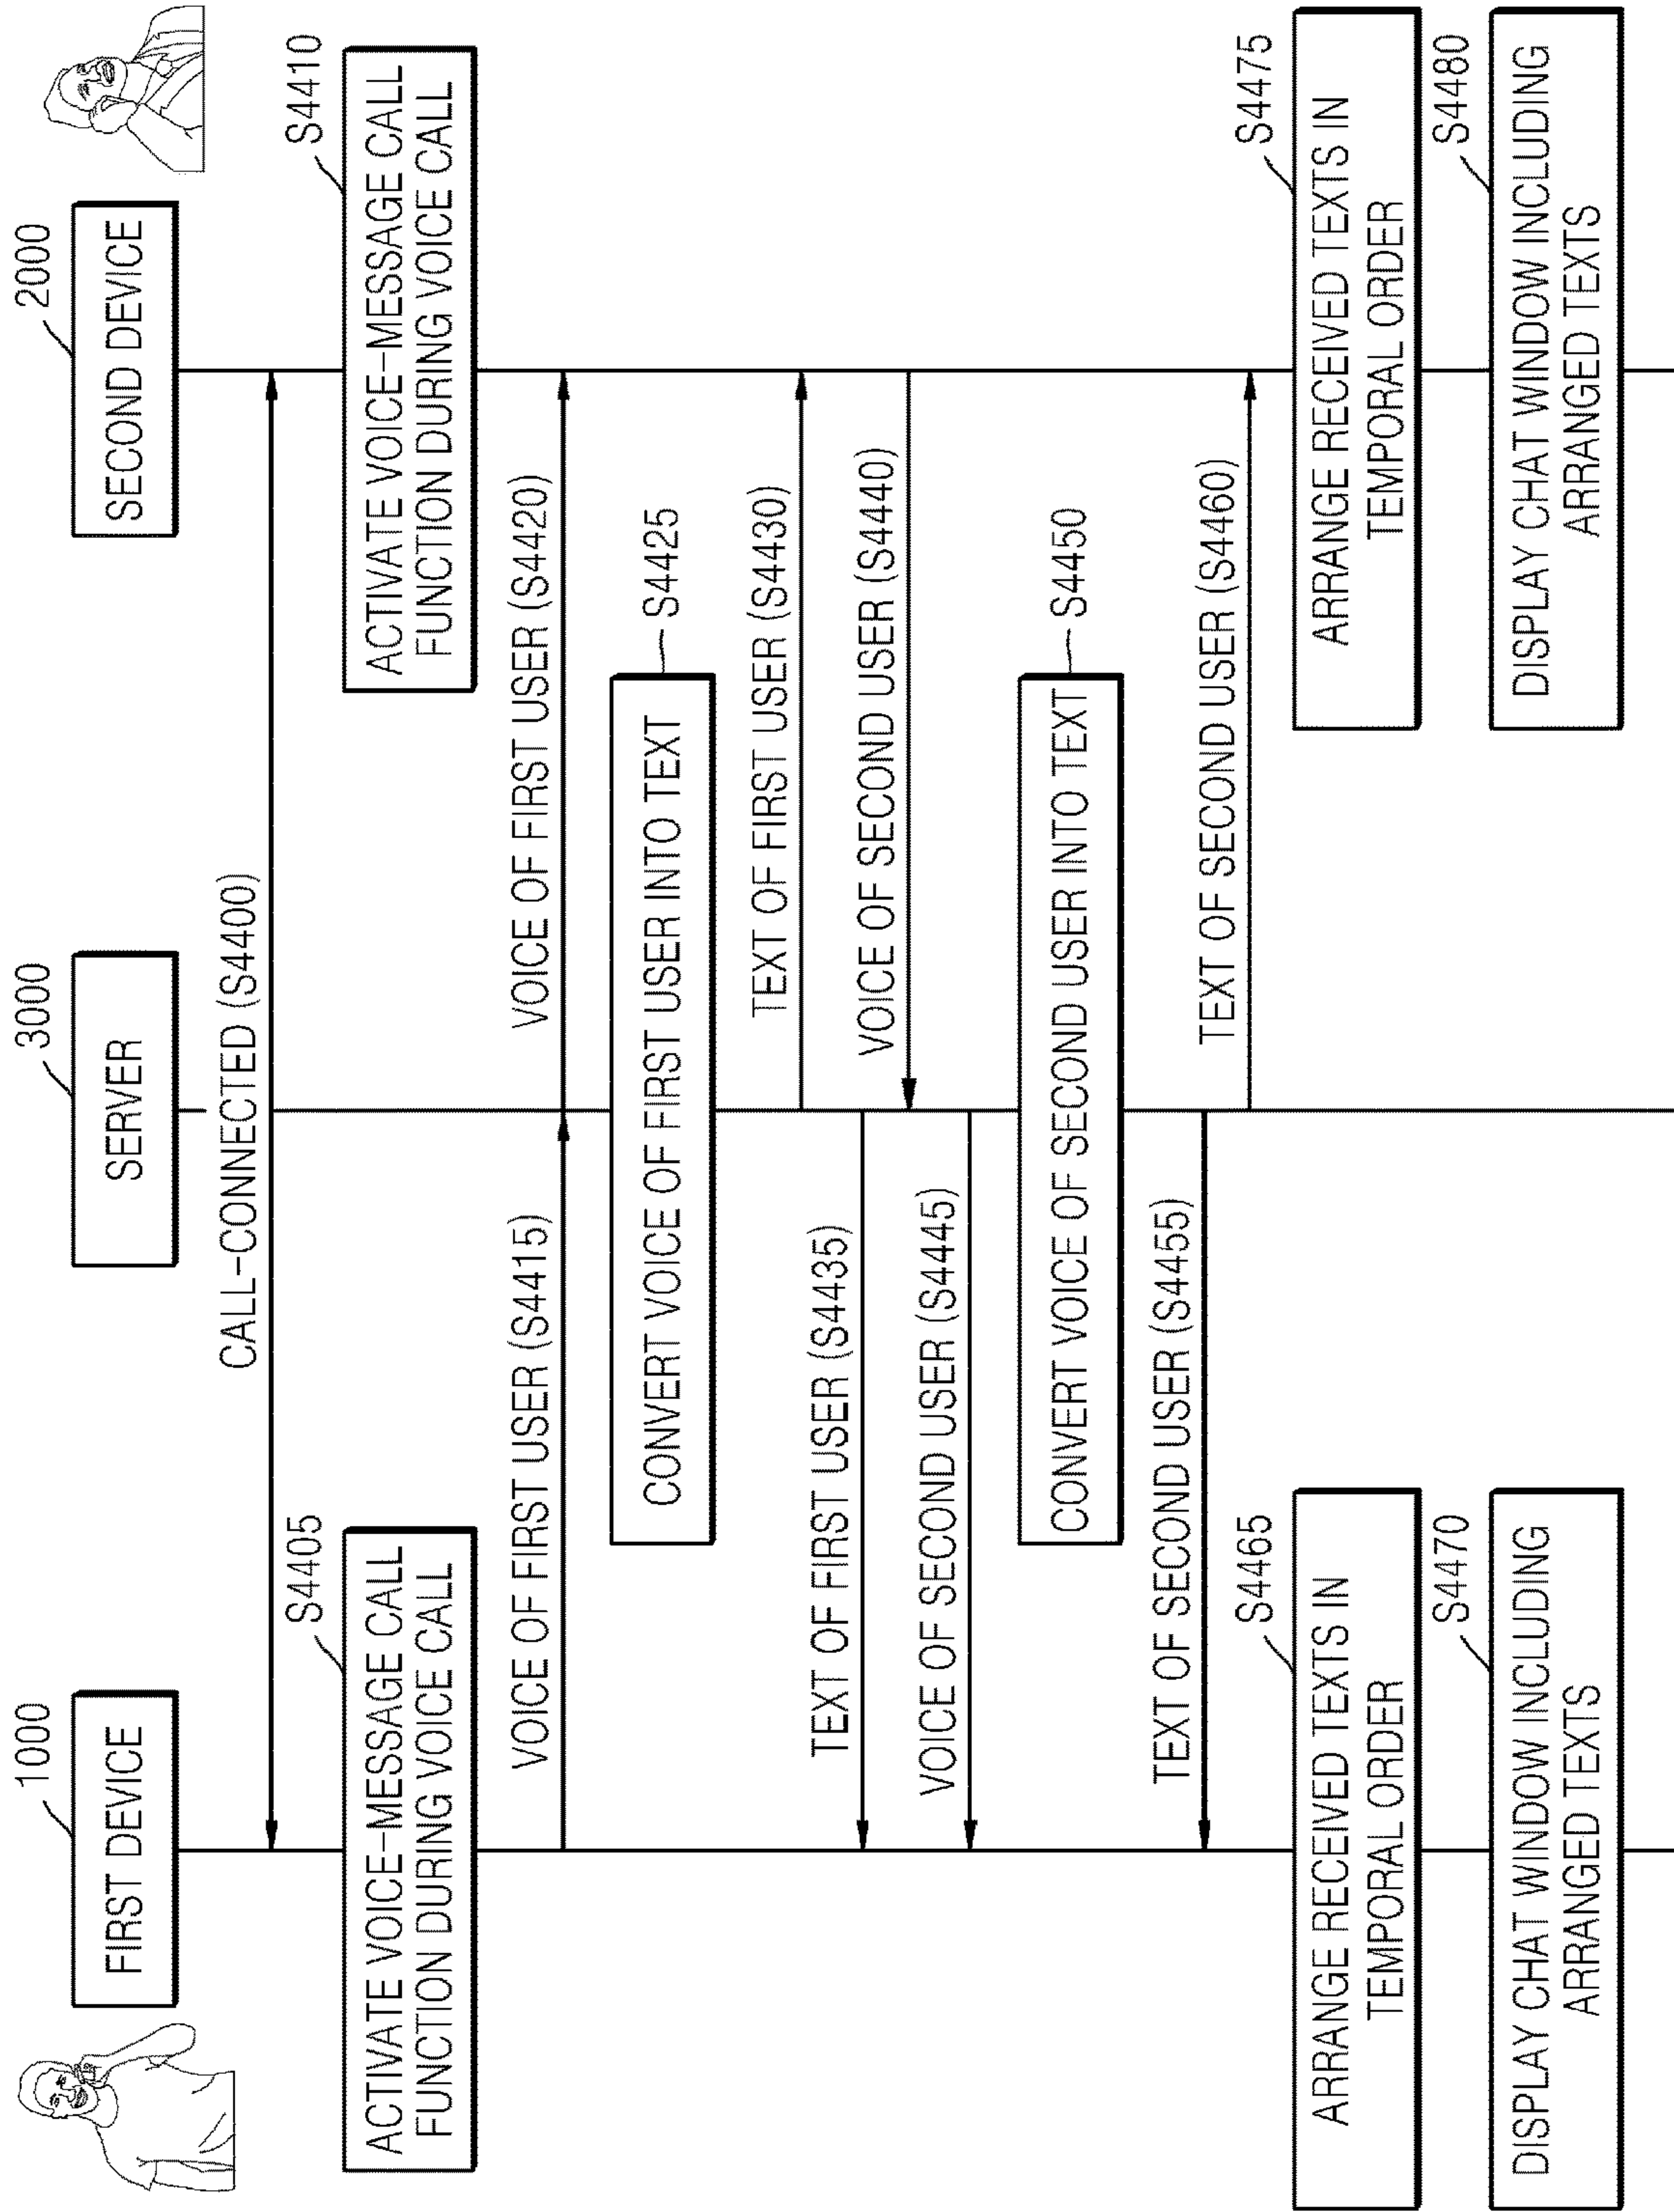 1000
FIRST DEVICE
3000
SERVER
2000
SECOND DEVICE
CALL-CONNECTED (S4400)
S4405
ACTIVATE VOICE-MESSAGE CALL
FUNCTION DURING VOICE CALL
S4410
ACTIVATE VOICE-MESSAGE CALL
FUNCTION DURING VOICE CALL
VOICE OF FIRST USER (S4415)
VOICE OF FIRST USER (S4420)
CONVERT VOICE OF FIRST USER INTO TEXT
S4425
TEXT OF FIRST USER (S4430)
TEXT OF FIRST USER (S4435)
VOICE OF SECOND USER (S4440)
VOICE OF SECOND USER (S4445)
CONVERT VOICE OF SECOND USER INTO TEXT
S4450
TEXT OF SECOND USER (S4455)
TEXT OF SECOND USER (S4460)
S4465
ARRANGE RECEIVED TEXTS IN
TEMPORAL ORDER
S4475
ARRANGE RECEIVED TEXTS IN
TEMPORAL ORDER
S4470
DISPLAY CHAT WINDOW INCLUDING
ARRANGED TEXTS
S4480
DISPLAY CHAT WINDOW INCLUDING
ARRANGED TEXTS